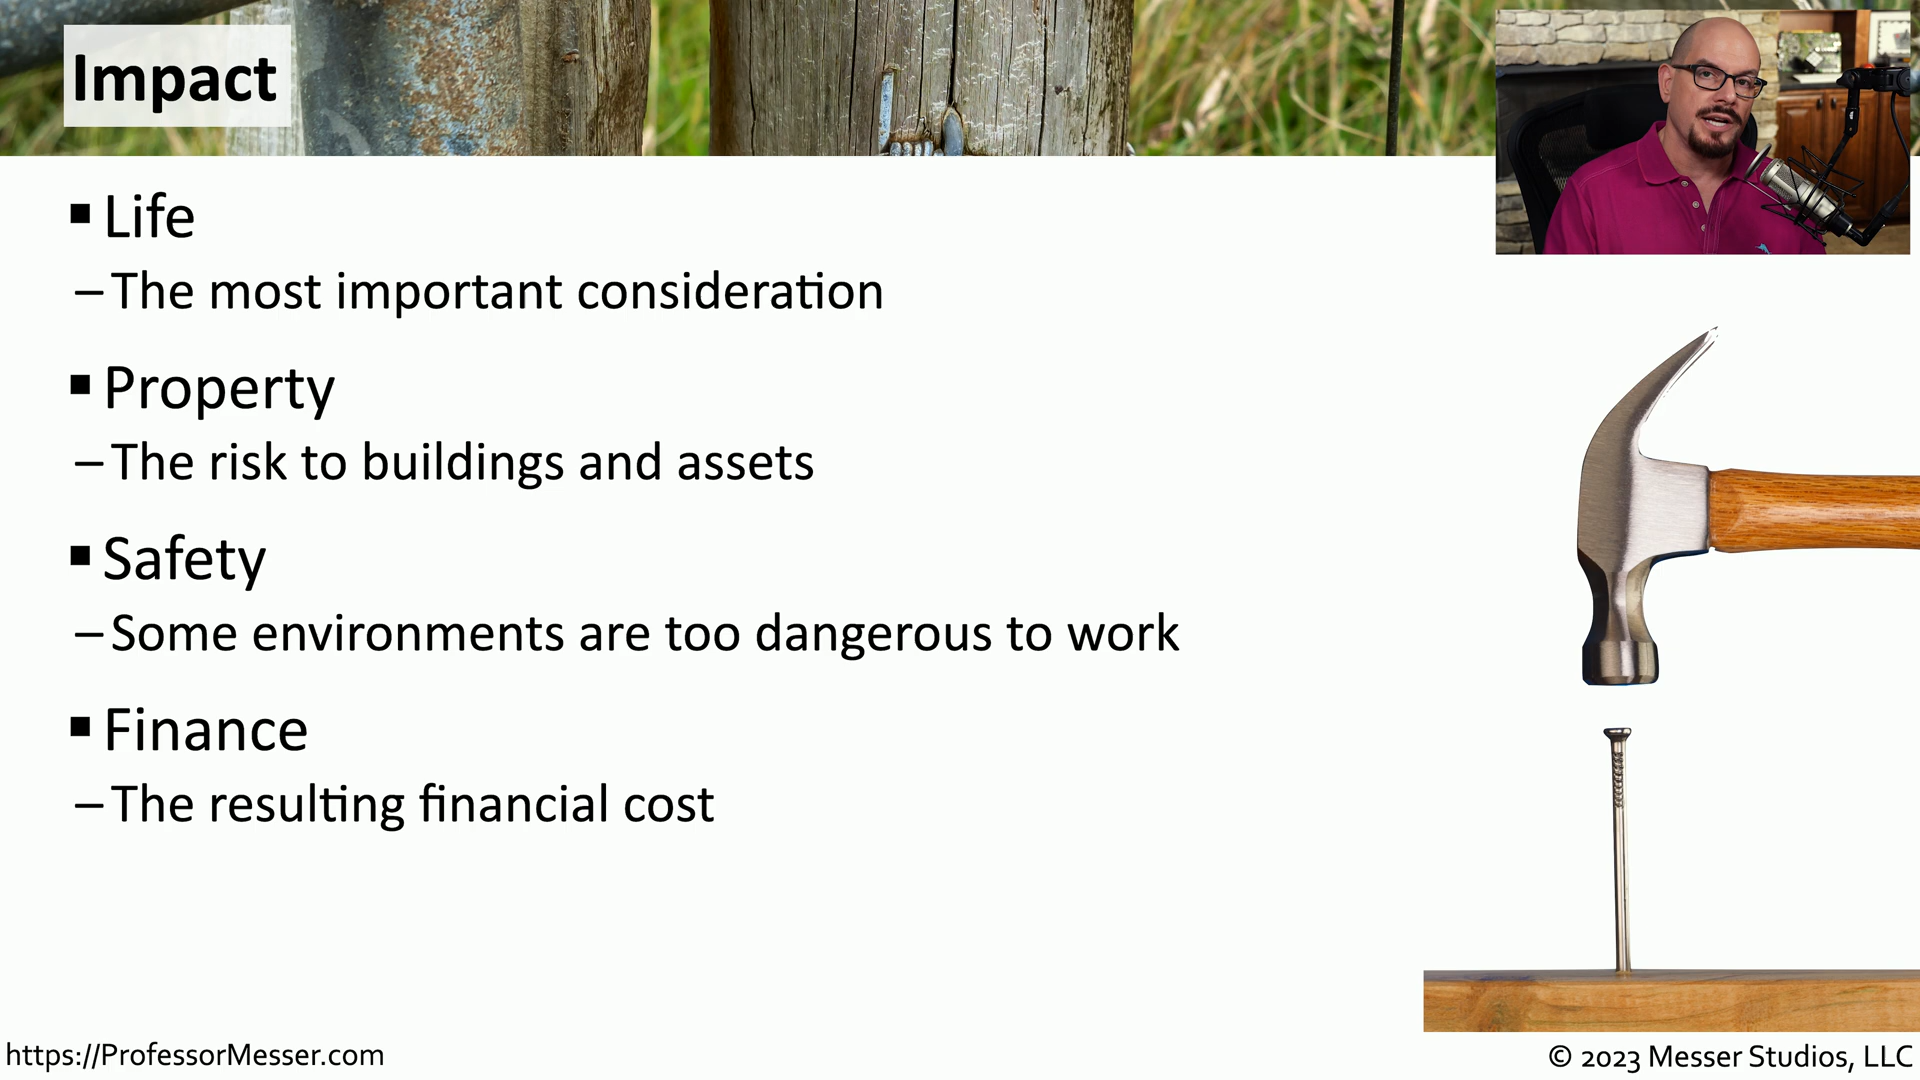 Impact
▪ Life
– The most important consideration
▪ Property
– The risk to buildings and assets
▪ Safety
– Some environments are too dangerous to work
▪ Finance
– The resulting financial cost
https://ProfessorMesser.com
© 2023 Messer Studios, LLC